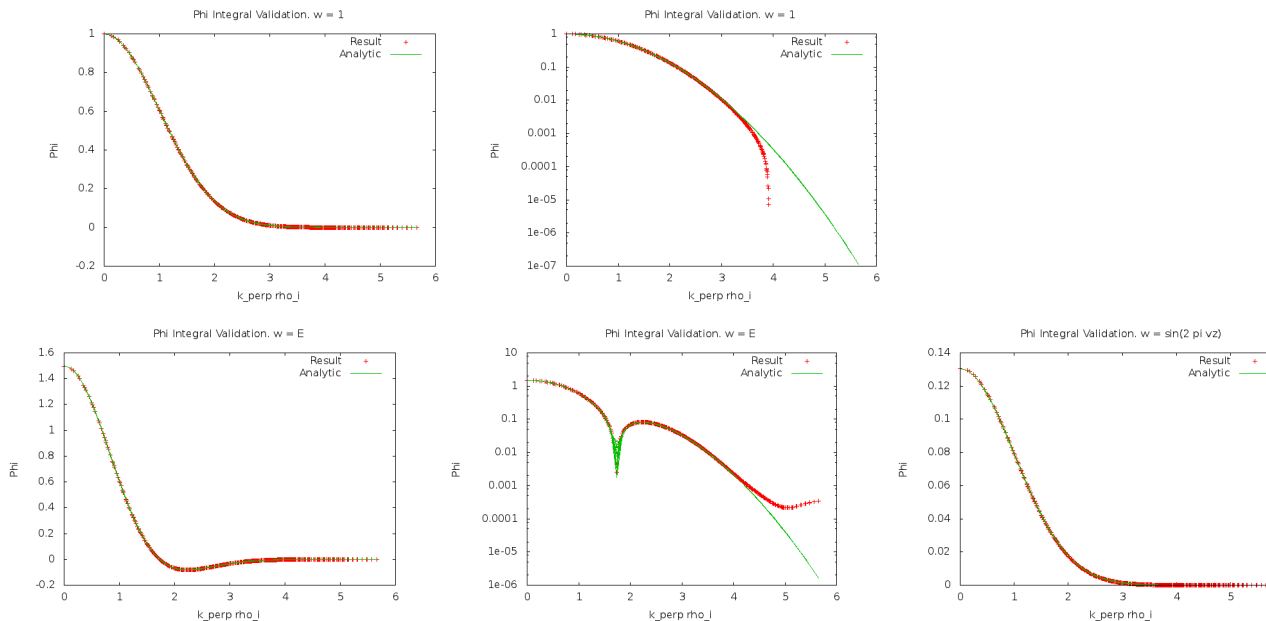 Phi Integral Validation. w = 1
Result
Analytic
Phi
1
0.8
0.6
0.4
0.2
0
-0.2
0 1 2 3 4 5 6
k_perp rho_i
Phi Integral Validation. w = 1
Result
Analytic
Phi
1
0.1
0.01
0.001
0.0001
1e-05
1e-06
1e-07
0 1 2 3 4 5 6
k_perp rho_i
Phi Integral Validation. w = E
Result
Analytic
Phi
1.6
1.4
1.2
1
0.8
0.6
0.4
0.2
0
-0.2
0 1 2 3 4 5 6
k_perp rho_i
Phi Integral Validation. w = E
Result
Analytic
Phi
10
1
0.1
0.01
0.001
0.0001
1e-05
1e-06
0 1 2 3 4 5 6
k_perp rho_i
Phi Integral Validation. w = sin(2 pi vz)
Result
Analytic
Phi
0.14
0.12
0.1
0.08
0.06
0.04
0.02
0
0 1 2 3 4 5
k_perp rho_i